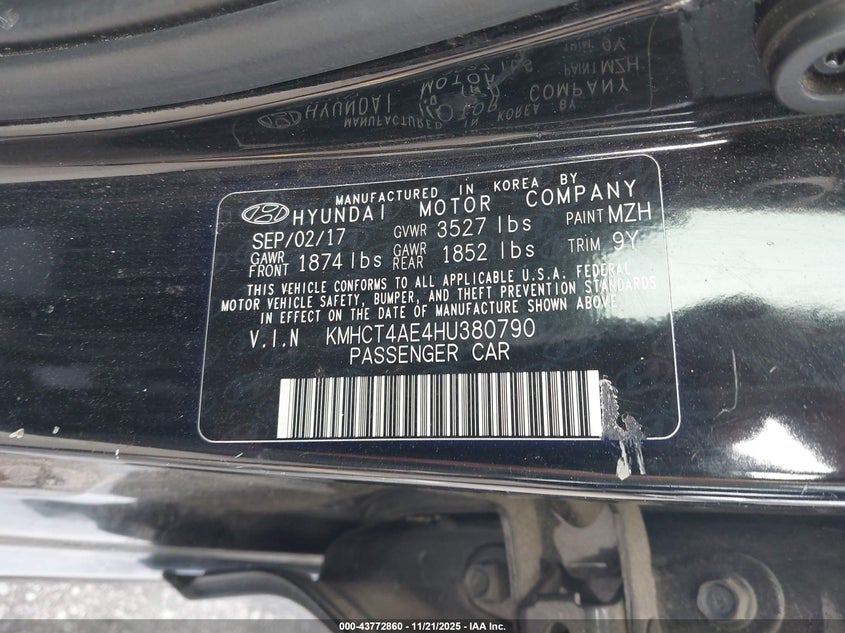 MANUFACTURED IN KOREA BY
HYUNDAI MOTOR COMPANY
SEP/02/17 GVWR 3527 lbs PAINT MZH
GAWR FRONT 1874 lbs GAWR REAR 1852 lbs TRIM 9Y
THIS VEHICLE CONFORMS TO ALL APPLICABLE U.S.A. FEDERAL
MOTOR VEHICLE SAFETY, BUMPER, AND THEFT PREVENTION STANDARDS
IN EFFECT ON THE DATE OF MANUFACTURE SHOWN ABOVE.
V.I.N KMHCT4AE4HU380790
PASSENGER CAR
000-43772860 - 11/21/2025 - IAA Inc.